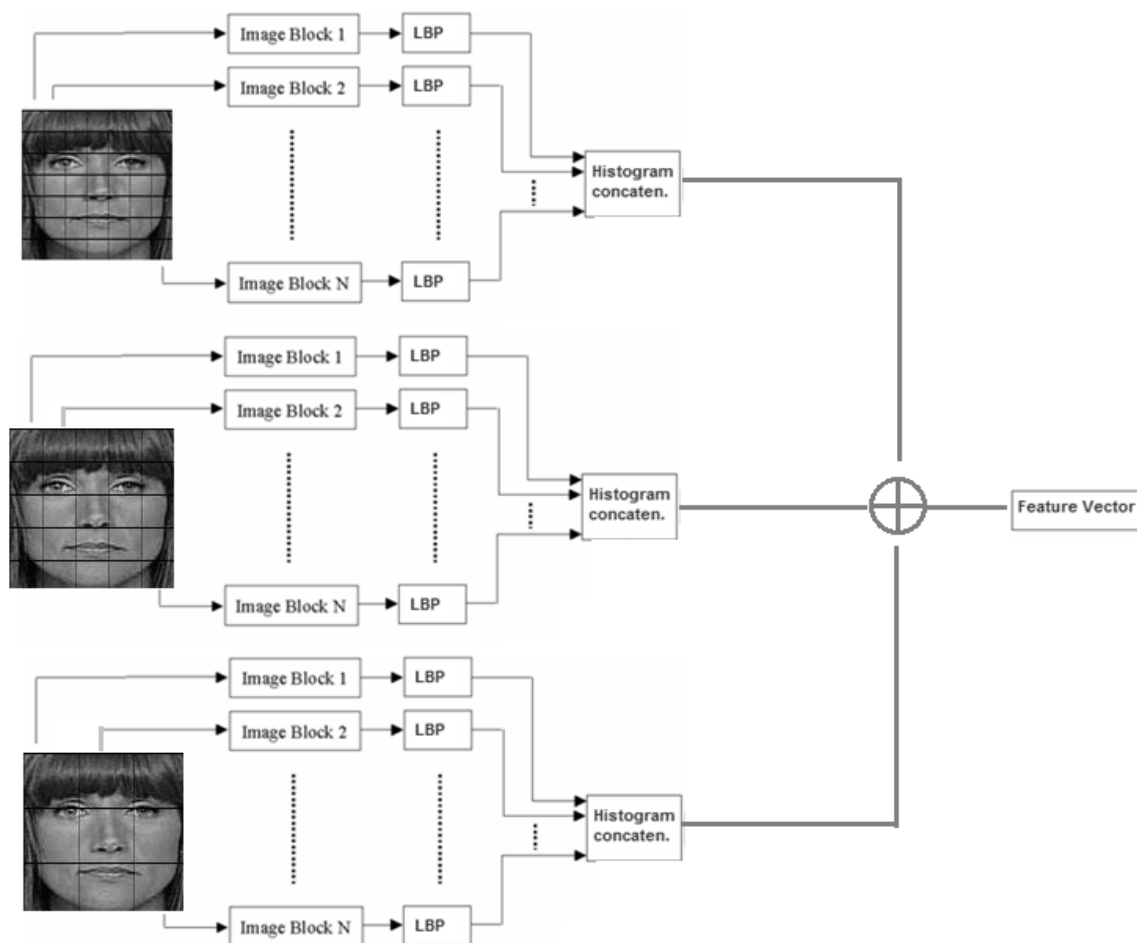 Image Block 1
LBP
Image Block 2
LBP
Histogram
concaten.
Image Block N
LBP
Image Block 1
LBP
Image Block 2
LBP
Histogram
concaten.
Feature Vector
Image Block N
LBP
Image Block 1
LBP
Image Block 2
LBP
Histogram
concaten.
Image Block N
LBP